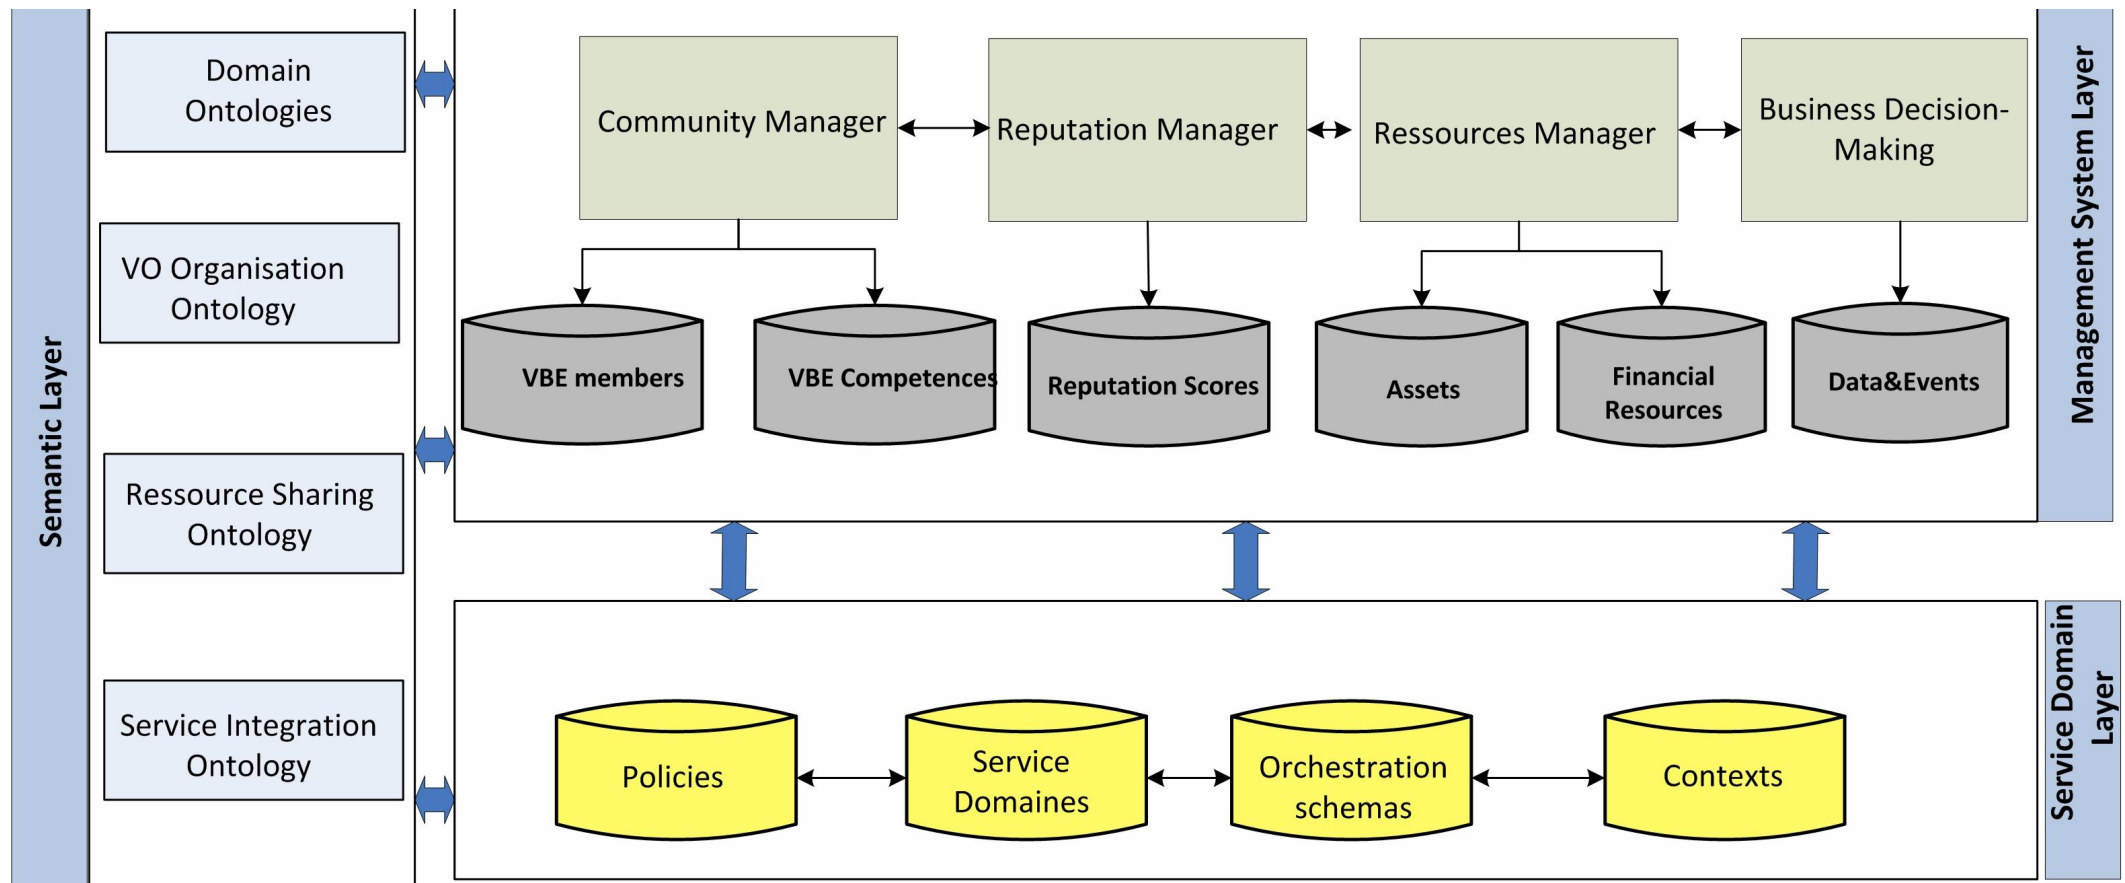 Semantic Layer
Domain
Ontologies
VO Organisation
Ontology
Ressource Sharing
Ontology
Service Integration
Ontology
Community Manager
Reputation Manager
Ressources Manager
Business Decision-
Making
VBE members
VBE Competences
Reputation Scores
Assets
Financial
Resources
Data&Events
Management System Layer
Policies
Service
Domaines
Orchestration
schemas
Contexts
Service Domain
Layer